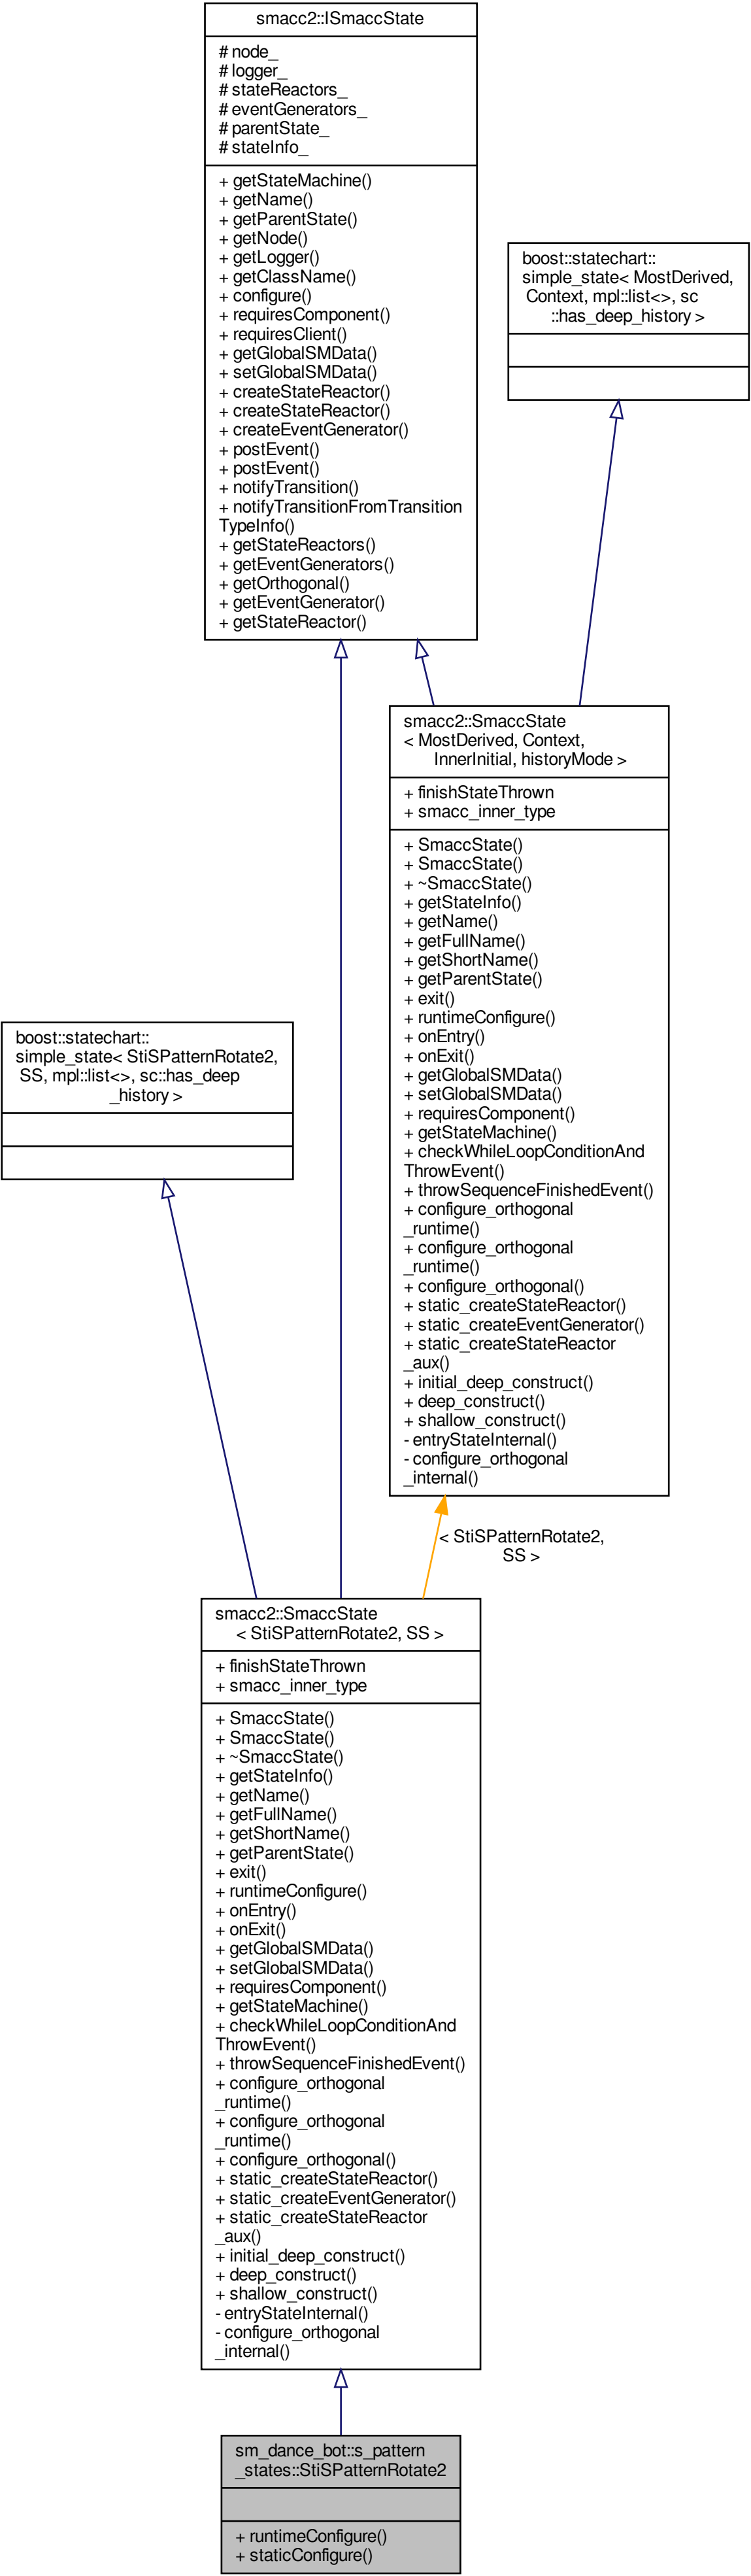 smacc2::ISmaccState
# node_
# logger_
# stateReactors_
# eventGenerators_
# parentState_
# stateInfo_
+ getStateMachine()
+ getName()
+ getParentState()
+ getNode()
+ getLogger()
+ getClassName()
+ configure()
+ requiresComponent()
+ requiresClient()
+ getGlobalSMData()
+ setGlobalSMData()
+ createStateReactor()
+ createStateReactor()
+ createEventGenerator()
+ postEvent()
+ postEvent()
+ notifyTransition()
+ notifyTransitionFromTransition
TypeInfo()
+ getStateReactors()
+ getEventGenerators()
+ getOrthogonal()
+ getEventGenerator()
+ getStateReactor()
boost::statechart::
simple_state< MostDerived,
Context, mpl::list<>, sc
::has_deep_history >
smacc2::SmaccState
< MostDerived, Context,
InnerInitial, historyMode >
+ finishStateThrown
+ smacc_inner_type
+ SmaccState()
+ SmaccState()
+ ~SmaccState()
+ getStateInfo()
+ getName()
+ getFullName()
+ getShortName()
+ getParentState()
+ exit()
+ runtimeConfigure()
+ onEntry()
+ onExit()
+ getGlobalSMData()
+ setGlobalSMData()
+ requiresComponent()
+ getStateMachine()
+ checkWhileLoopConditionAnd
ThrowEvent()
+ throwSequenceFinishedEvent()
+ configure_orthogonal
_runtime()
+ configure_orthogonal
_runtime()
+ configure_orthogonal()
+ static_createStateReactor()
+ static_createEventGenerator()
+ static_createStateReactor
_aux()
+ initial_deep_construct()
+ deep_construct()
+ shallow_construct()
- entryStateInternal()
- configure_orthogonal
_internal()
boost::statechart::
simple_state< StiSPatternRotate2,
SS, mpl::list<>, sc::has_deep
_history >
< StiSPatternRotate2,
SS >
smacc2::SmaccState
< StiSPatternRotate2, SS >
+ finishStateThrown
+ smacc_inner_type
+ SmaccState()
+ SmaccState()
+ ~SmaccState()
+ getStateInfo()
+ getName()
+ getFullName()
+ getShortName()
+ getParentState()
+ exit()
+ runtimeConfigure()
+ onEntry()
+ onExit()
+ getGlobalSMData()
+ setGlobalSMData()
+ requiresComponent()
+ getStateMachine()
+ checkWhileLoopConditionAnd
ThrowEvent()
+ throwSequenceFinishedEvent()
+ configure_orthogonal
_runtime()
+ configure_orthogonal
_runtime()
+ configure_orthogonal()
+ static_createStateReactor()
+ static_createEventGenerator()
+ static_createStateReactor
_aux()
+ initial_deep_construct()
+ deep_construct()
+ shallow_construct()
- entryStateInternal()
- configure_orthogonal
_internal()
sm_dance_bot::s_pattern
_states::StiSPatternRotate2
+ runtimeConfigure()
+ staticConfigure()